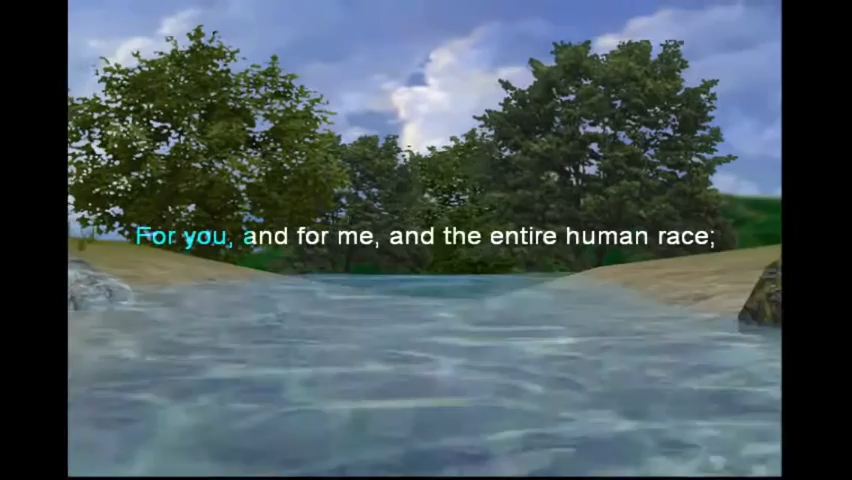 For you, and for me, and the entire human race;